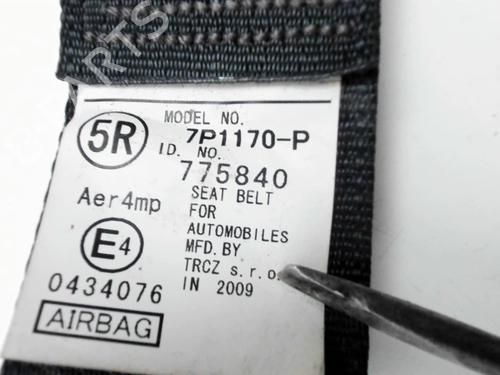 MODEL NO.
5R 7P1170-P
ID. NO.
775840
Aer4mp SEAT BELT
FOR
AUTOMOBILES
E4 MFD. BY
TRCZ s.r.o.
0434076 IN 2009
AIRBAG
PARTS